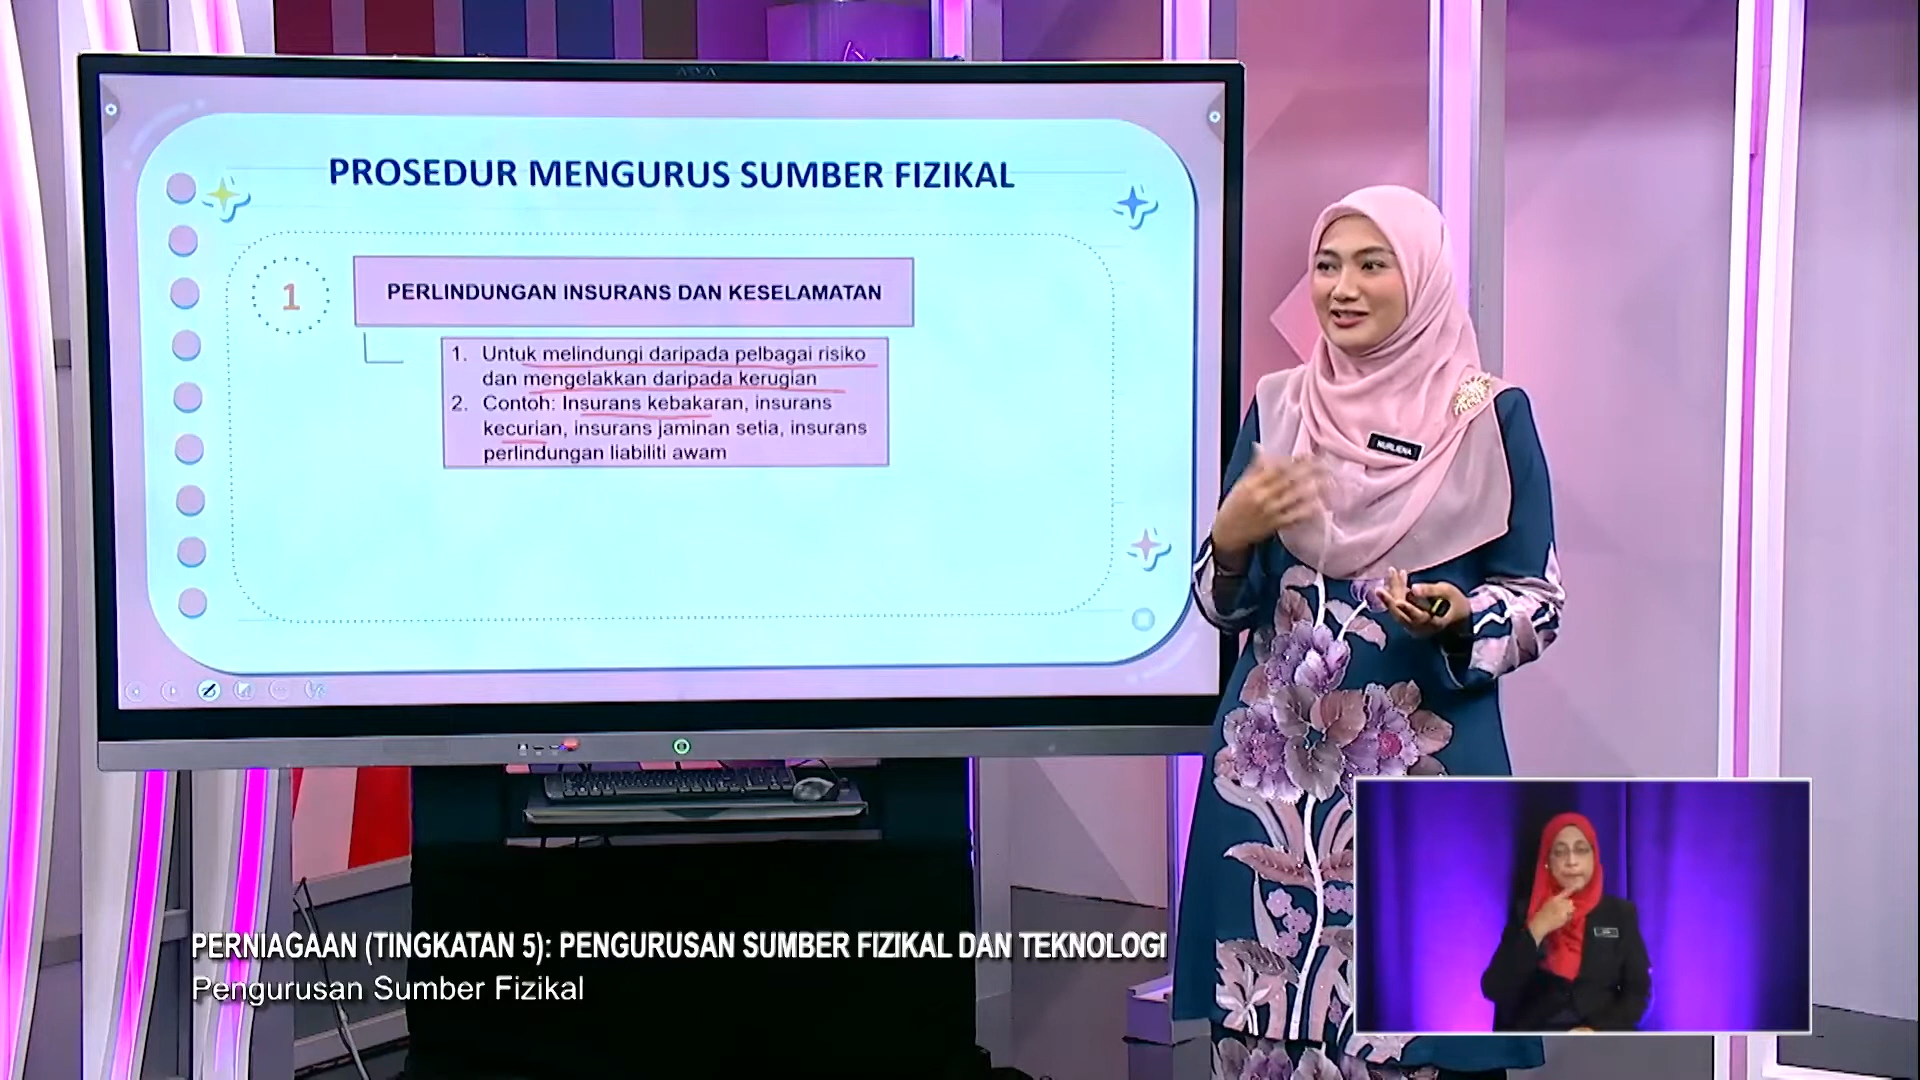 PROSEDUR MENGURUS SUMBER FIZIKAL
1
PERLINDUNGAN INSURANS DAN KESELAMATAN
1. Untuk melindungi daripada pelbagai risiko
dan mengelakkan daripada kerugian
2. Contoh: Insurans kebakaran, insurans
kecurian, insurans jaminan setia, insurans
perlindungan liabiliti awam
NURLIENA
PERNIAGAAN (TINGKATAN 5): PENGURUSAN SUMBER FIZIKAL DAN TEKNOLOGI
Pengurusan Sumber Fizikal